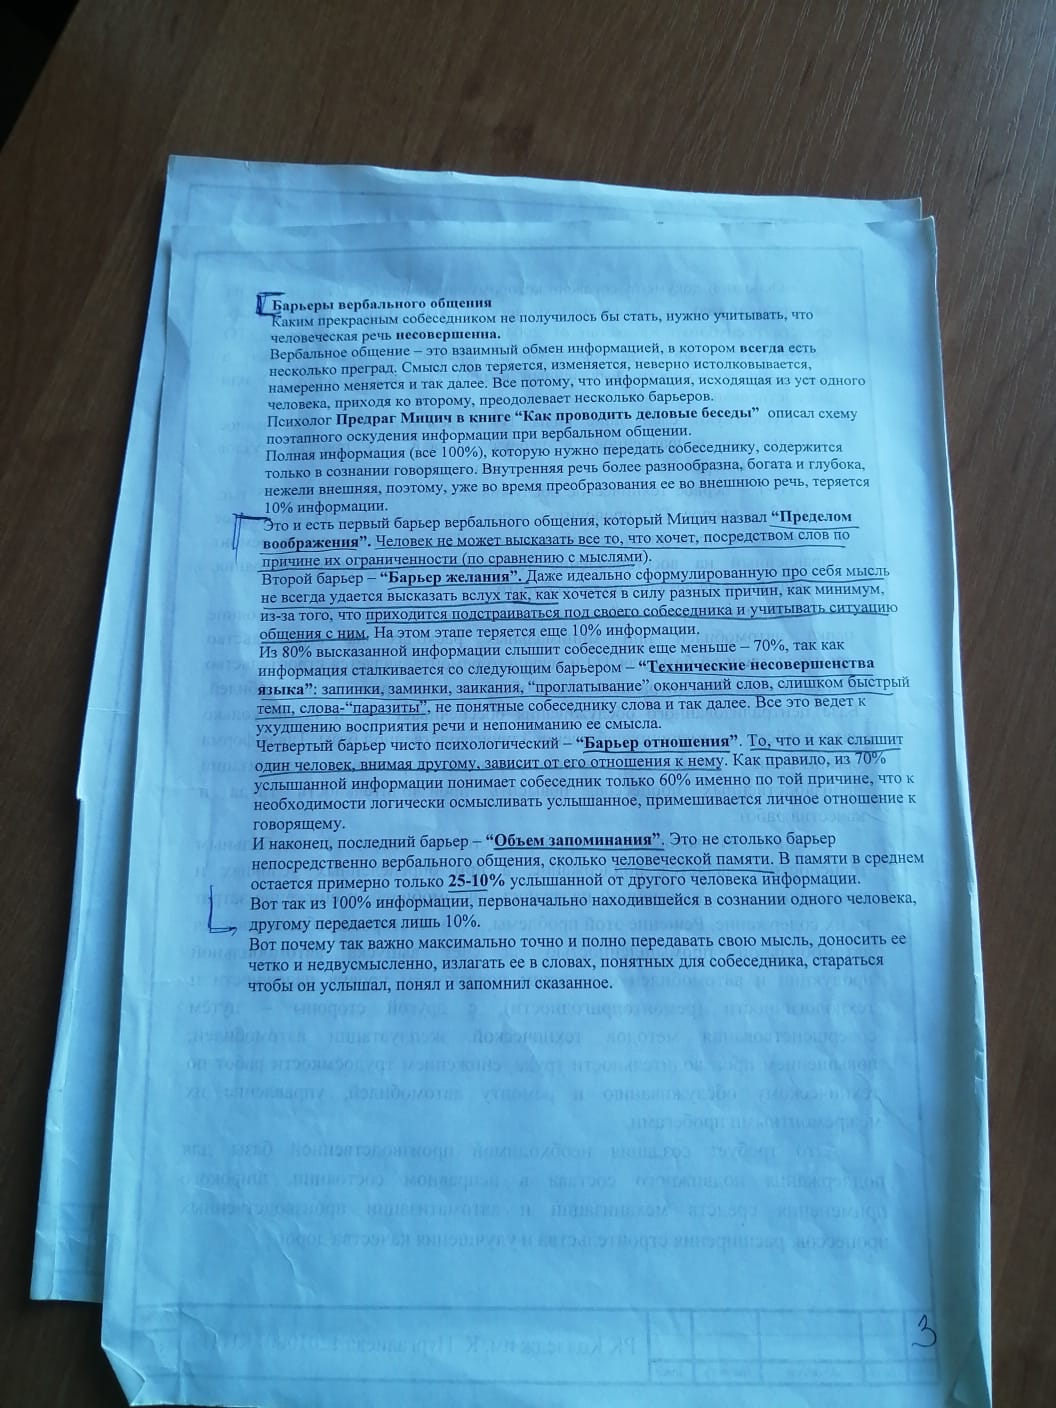 Барьеры вербального общения
Каким прекрасным собеседником не получилось бы стать, нужно учитывать, что
человеческая речь несовершенна.
Вербальное общение – это взаимный обмен информацией, в котором всегда есть
несколько преград. Смысл слов теряется, изменяется, неверно истолковывается,
намеренно меняется и так далее. Все потому, что информация, исходящая из уст одного
человека, приходя ко второму, преодолевает несколько барьеров.
Психолог Предраг Мицич в книге “Как проводить деловые беседы” описал схему
поэтапного оскудения информации при вербальном общении.
Полная информация (все 100%), которую нужно передать собеседнику, содержится
только в сознании говорящего. Внутренняя речь более разнообразна, богата и глубока,
нежели внешняя, поэтому, уже во время преобразования ее во внешнюю речь, теряется
10% информации.
Это и есть первый барьер вербального общения, который Мицич назвал “Пределом
воображения”. Человек не может высказать все то, что хочет, посредством слов по
причине их ограниченности (по сравнению с мыслями).
Второй барьер – “Барьер желания”. Даже идеально сформулированную про себя мысль
не всегда удается высказать вслух так, как хочется в силу разных причин, как минимум,
из-за того, что приходится подстраиваться под своего собеседника и учитывать ситуацию
общения с ним. На этом этапе теряется еще 10% информации.
Из 80% высказанной информации слышит собеседник еще меньше – 70%, так как
информация сталкивается со следующим барьером – “Технические несовершенства
языка”: запинки, заминки, заикания, “проглатывание” окончаний слов, слишком быстрый
темп, слова-“паразиты”, не понятные собеседнику слова и так далее. Все это ведет к
ухудшению восприятия речи и непониманию ее смысла.
Четвертый барьер чисто психологический – “Барьер отношения”. То, что и как слышит
один человек, внимая другому, зависит от его отношения к нему. Как правило, из 70%
услышанной информации понимает собеседник только 60% именно по той причине, что к
необходимости логически осмысливать услышанное, примешивается личное отношение к
говорящему.
И наконец, последний барьер – “Объем запоминания”. Это не столько барьер
непосредственно вербального общения, сколько человеческой памяти. В памяти в среднем
остается примерно только 25-10% услышанной от другого человека информации.
Вот так из 100% информации, первоначально находившейся в сознании одного человека,
другому передается лишь 10%.
Вот почему так важно максимально точно и полно передавать свою мысль, доносить ее
четко и недвусмысленно, излагать ее в словах, понятных для собеседника, стараться
чтобы он услышал, понял и запомнил сказанное.
3